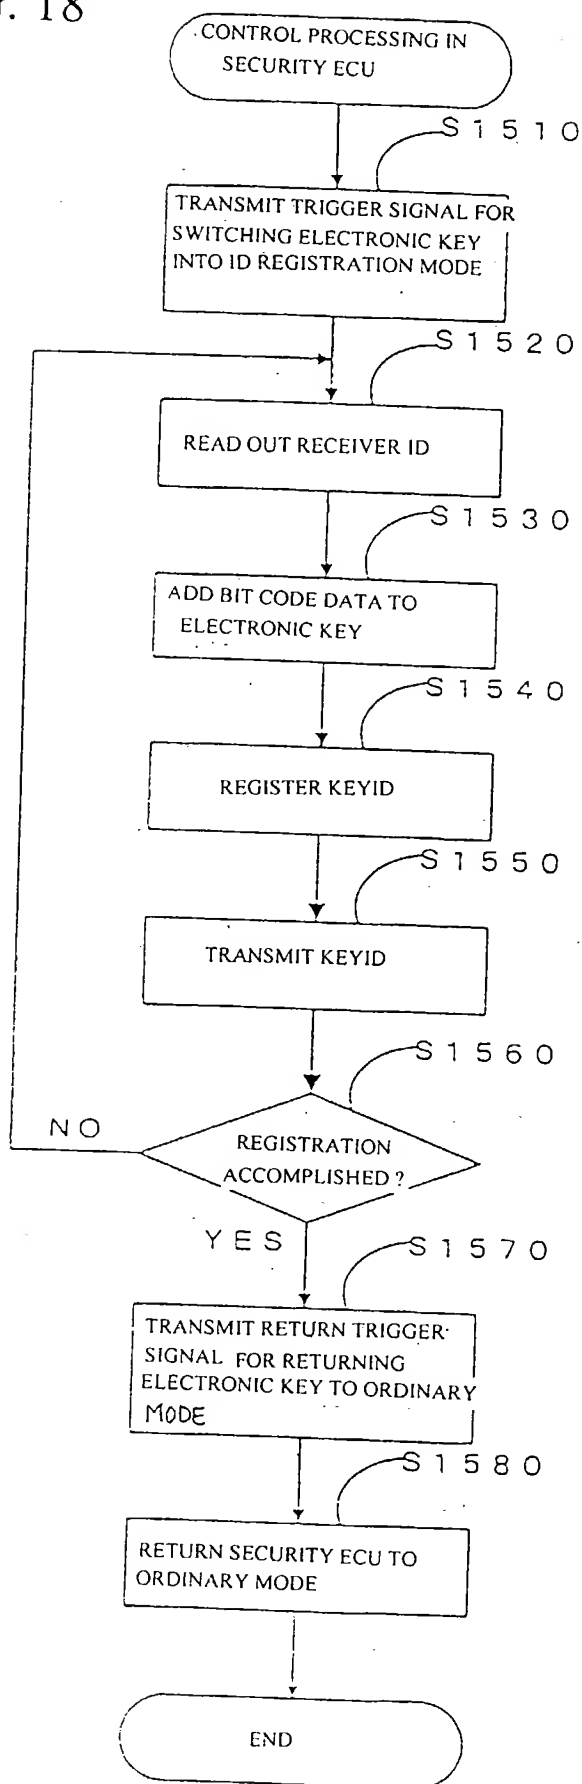 . 18
CONTROL PROCESSING IN
SECURITY ECU
S1510
TRANSMIT TRIGGER SIGNAL FOR
SWITCHING ELECTRONIC KEY
INTO ID REGISTRATION MODE
S1520
READ OUT RECEIVER ID
S1530
ADD BIT CODE DATA TO
ELECTRONIC KEY
S1540
REGISTER KEYID
S1550
TRANSMIT KEYID
S1560
NO
REGISTRATION
ACCOMPLISHED ?
YES
S1570
TRANSMIT RETURN TRIGGER
SIGNAL FOR RETURNING
ELECTRONIC KEY TO ORDINARY
MODE
S1580
RETURN SECURITY ECU TO
ORDINARY MODE
END